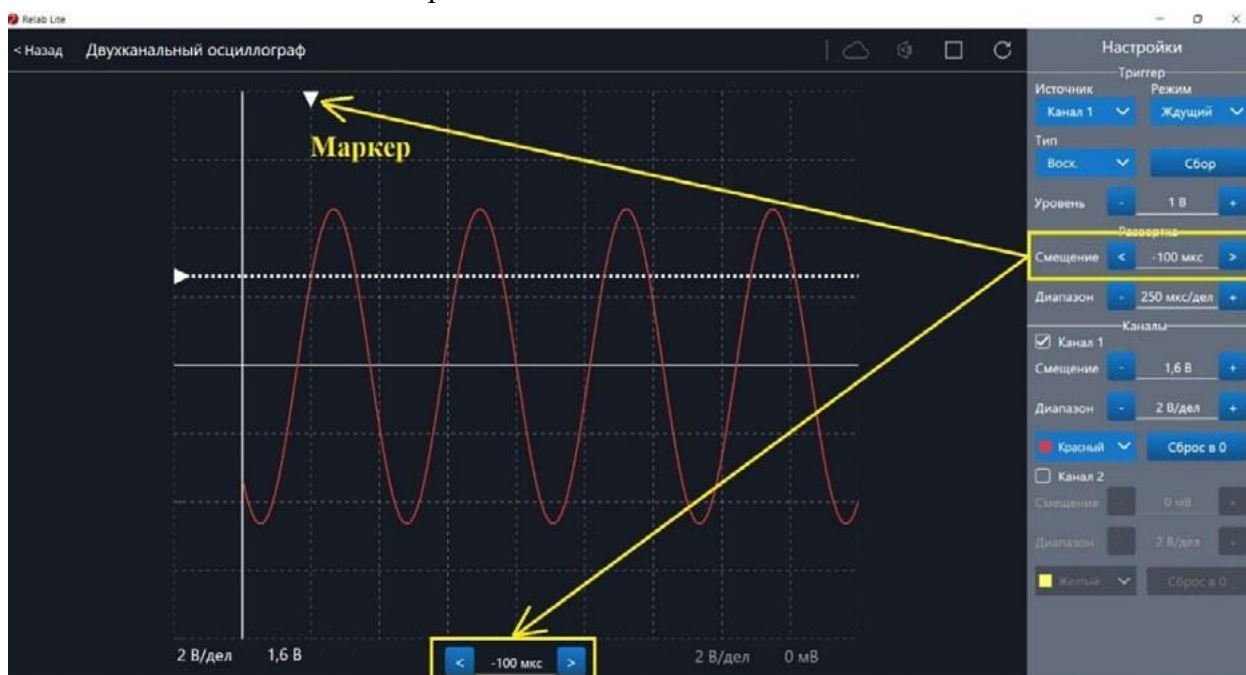 Relab Lite
< Назад Двухканальный осциллограф
Настройки
Триггер
Источник Режим
Канал 1 Ждущий
Тип
Восх. Сбор
Уровень - 1 В +
Развертка
Смещение < -100 мкс >
Диапазон - 250 мкс/дел +
Каналы
Канал 1
Смещение - 1,6 В +
Диапазон - 2 В/дел +
Красный Сброс в 0
Канал 2
Смещение - 0 мВ +
Диапазон - 2 В/дел +
Желтый Сброс в 0
Маркер
2 В/дел 1,6 В < -100 мкс > 2 В/дел 0 мВ